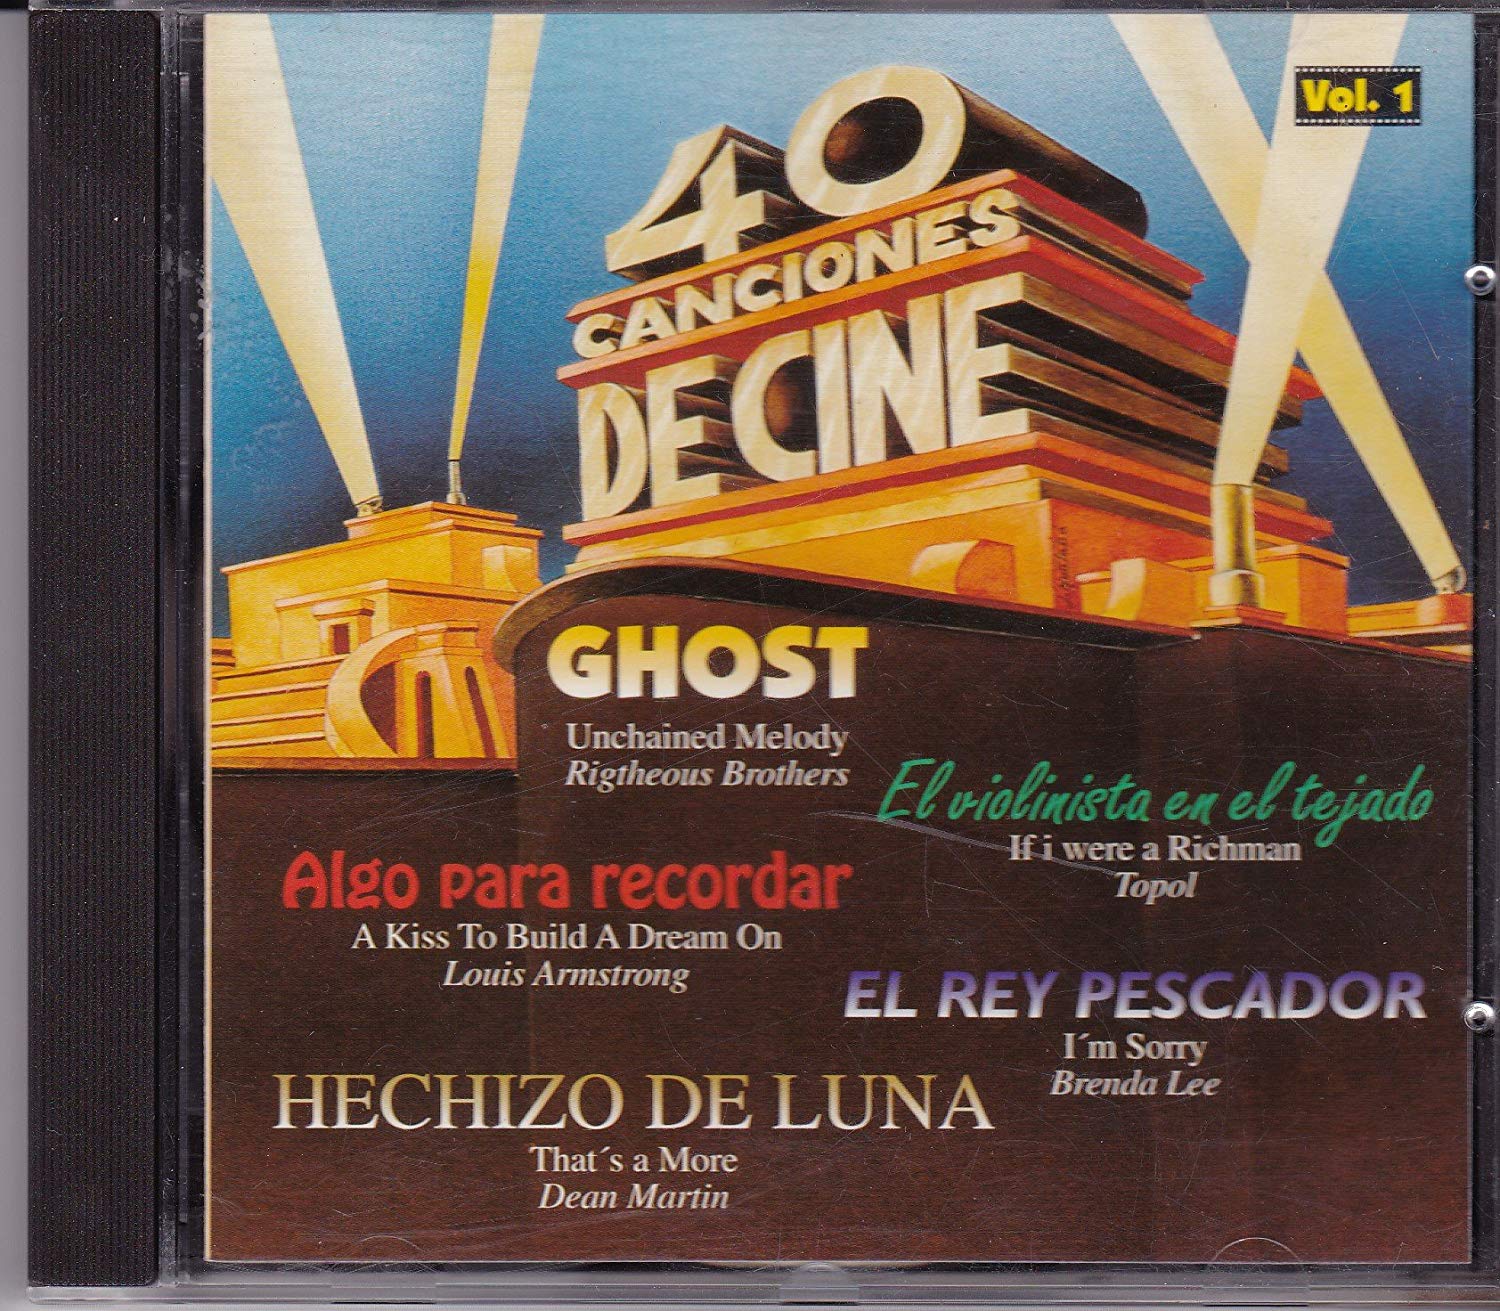 Vol. 1
40
CANCIONES
DE CINE
GHOST
Unchained Melody
Rigtheous Brothers
El violinista en el tejado
If i were a Richman
Topol
Algo para recordar
A Kiss To Build A Dream On
Louis Armstrong
EL REY PESCADOR
I´m Sorry
Brenda Lee
HECHIZO DE LUNA
That´s a More
Dean Martin